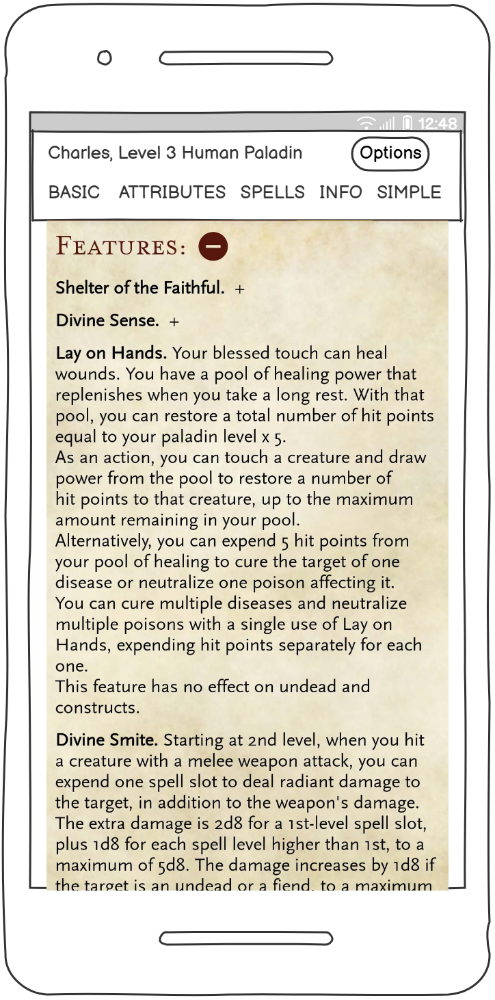 12:48
Charles, Level 3 Human Paladin Options
BASIC ATTRIBUTES SPELLS INFO SIMPLE
FEATURES:
Shelter of the Faithful. +
Divine Sense. +
Lay on Hands. Your blessed touch can heal
wounds. You have a pool of healing power that
replenishes when you take a long rest. With that
pool, you can restore a total number of hit points
equal to your paladin level x 5.
As an action, you can touch a creature and draw
power from the pool to restore a number of
hit points to that creature, up to the maximum
amount remaining in your pool.
Alternatively, you can expend 5 hit points from
your pool of healing to cure the target of one
disease or neutralize one poison affecting it.
You can cure multiple diseases and neutralize
multiple poisons with a single use of Lay on
Hands, expending hit points separately for each
one.
This feature has no effect on undead and
constructs.
Divine Smite. Starting at 2nd level, when you hit
a creature with a melee weapon attack, you can
expend one spell slot to deal radiant damage to
the target, in addition to the weapon's damage.
The extra damage is 2d8 for a 1st-level spell slot,
plus 1d8 for each spell level higher than 1st, to a
maximum of 5d8. The damage increases by 1d8 if
the target is an undead or a fiend, to a maximum